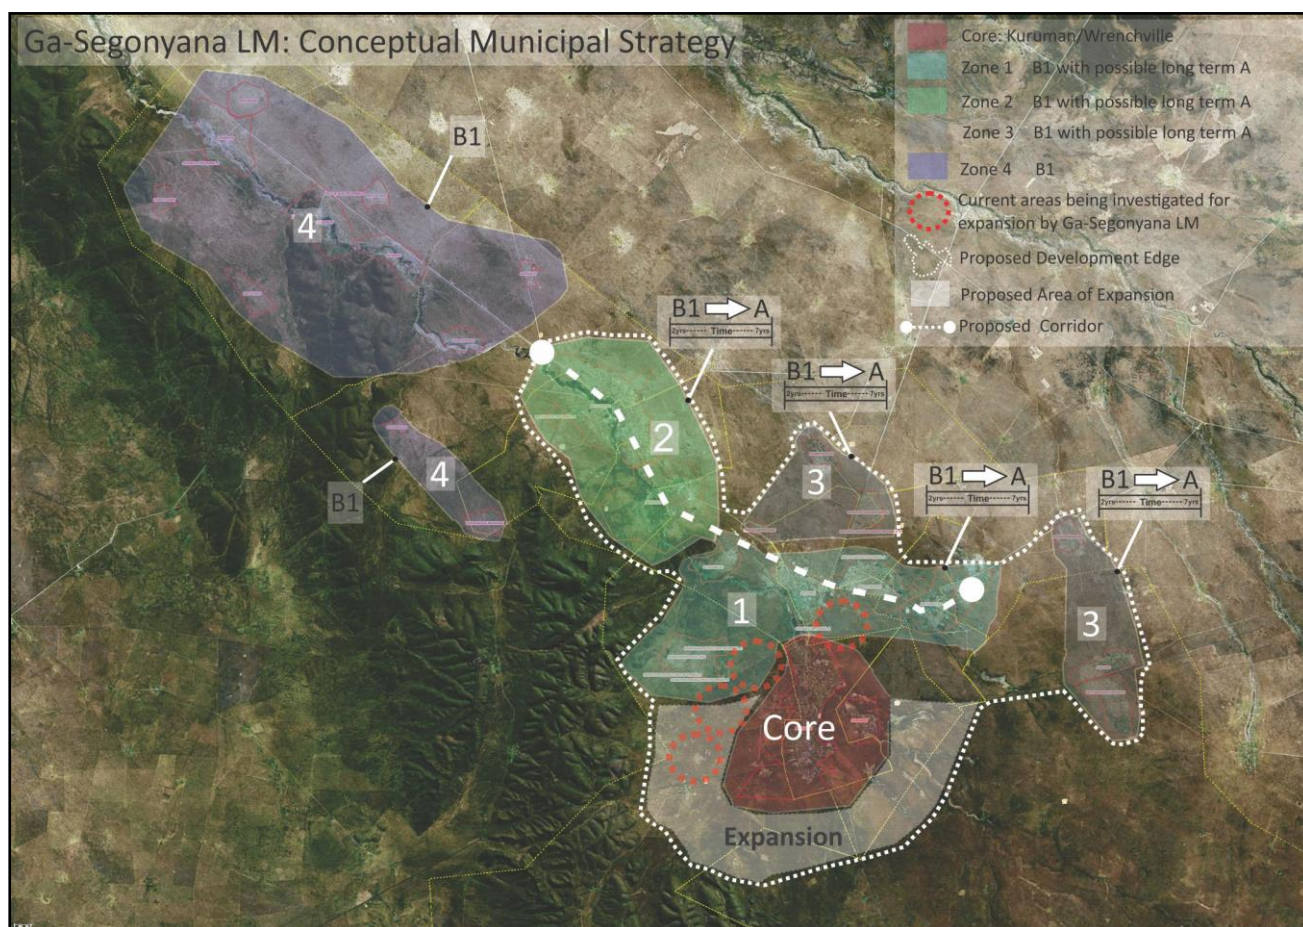 Ga-Segonyana LM: Conceptual Municipal Strategy
Core: Kuruman/Wrenchville
Zone 1 B1 with possible long term A
Zone 2 B1 with possible long term A
Zone 3 B1 with possible long term A
Zone 4 B1
Current areas being investigated for
expansion by Ga-Segonyana LM
Proposed Development Edge
Proposed Area of Expansion
Proposed Corridor
B1
4
B1 A
2yrs Time 7yrs
B1 A
2yrs Time 7yrs
2
4
B1
3
B1 A
2yrs Time 7yrs
B1 A
2yrs Time 7yrs
1
3
Core
Expansion